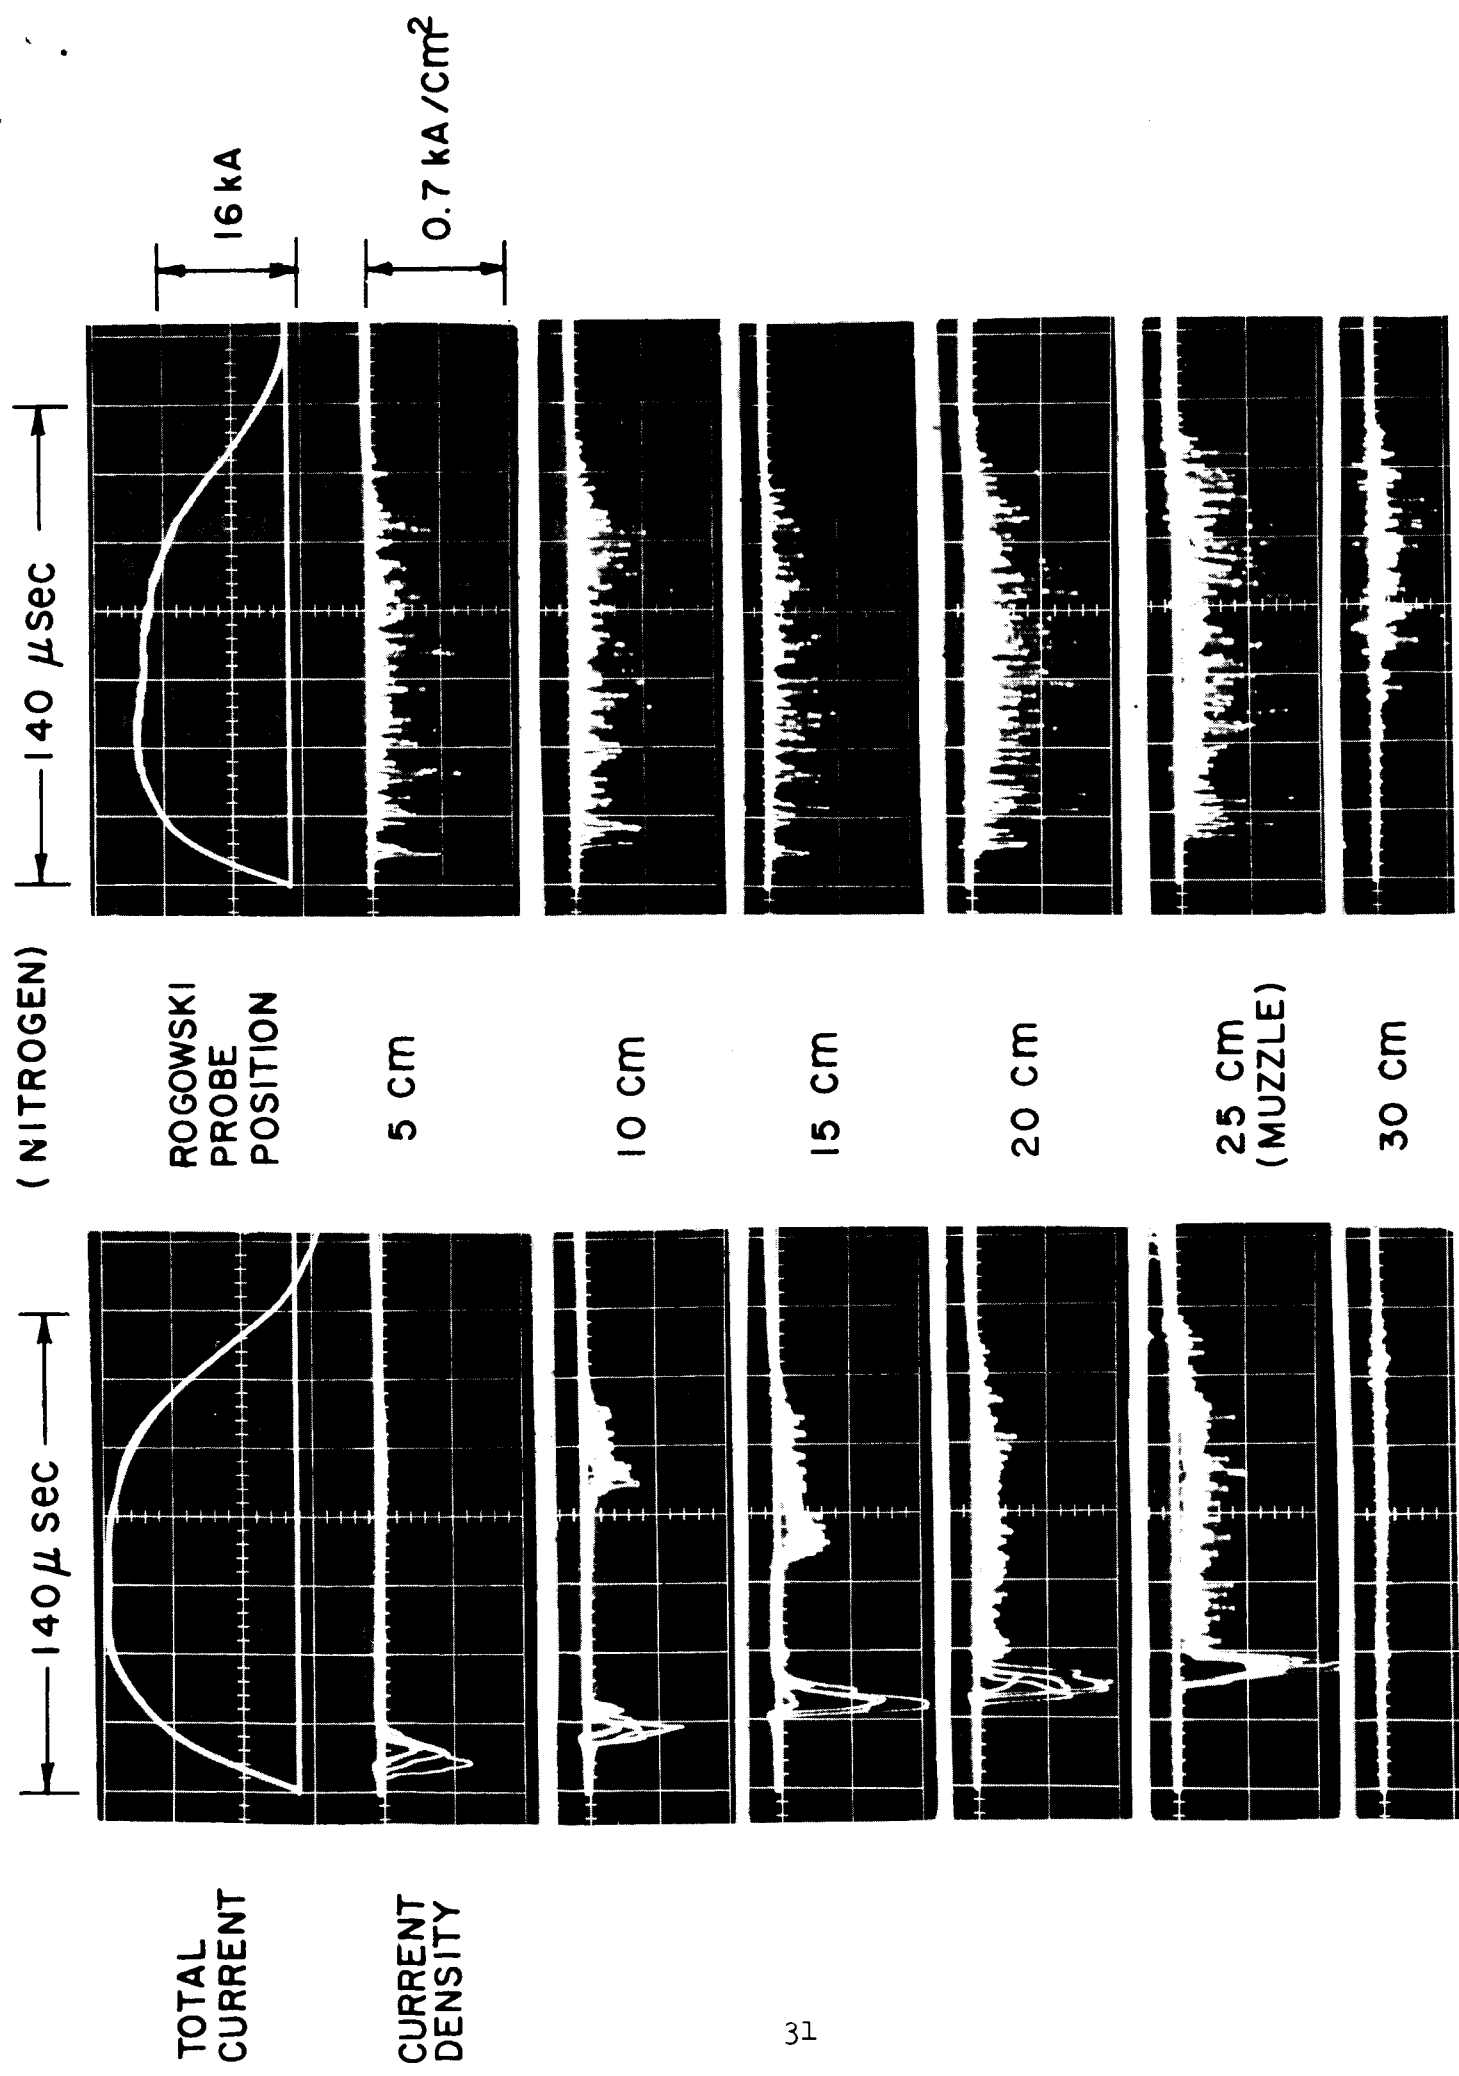 (NITROGEN)
140 μsec
140 μsec
TOTAL
CURRENT
ROGOWSKI
PROBE
POSITION
16 kA
CURRENT
DENSITY
5 cm
0.7 kA/cm²
10 cm
15 cm
20 cm
25 cm
(MUZZLE)
30 cm
31